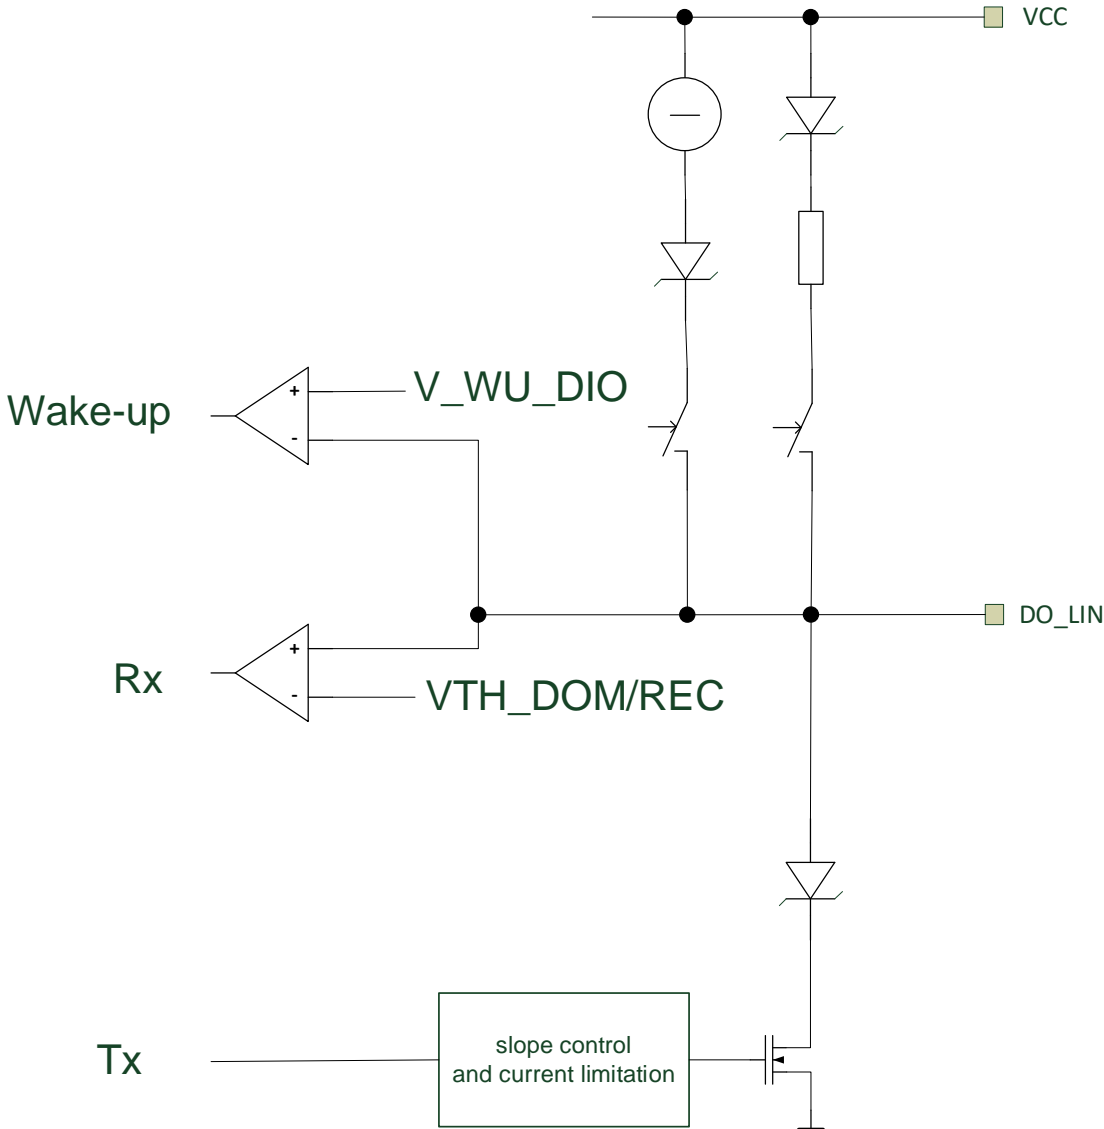 VCC
V_WU_DIO
Wake-up
+
-
DO_LIN
+
-
Rx
VTH_DOM/REC
Tx
slope control
and current limitation